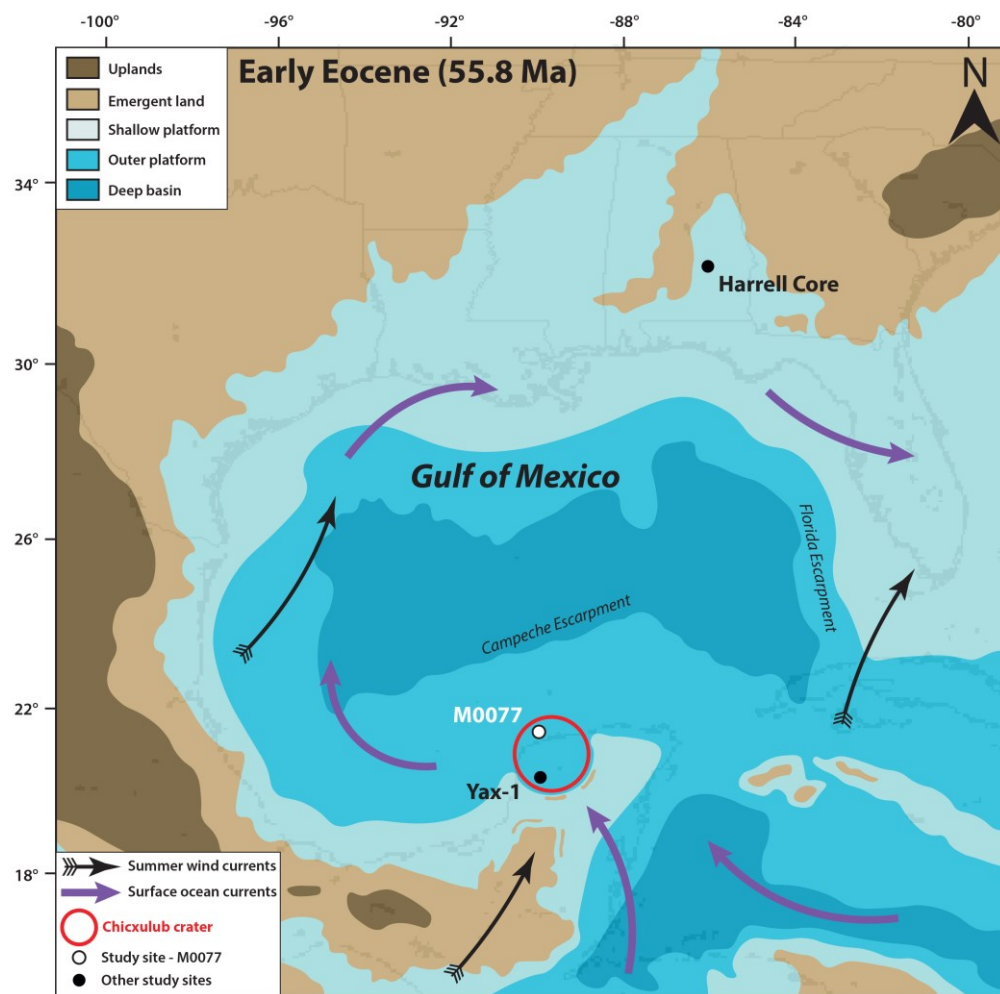 -100° -96° -92° -88° -84° -80°
Uplands
Emergent land
Shallow platform
Outer platform
Deep basin
Early Eocene (55.8 Ma)
N
34°
Harrell Core
30°
Gulf of Mexico
26°
Florida Escarpment
Campeche Escarpment
22°
M0077
Yax-1
18°
Summer wind currents
Surface ocean currents
Chicxulub crater
Study site - M0077
Other study sites